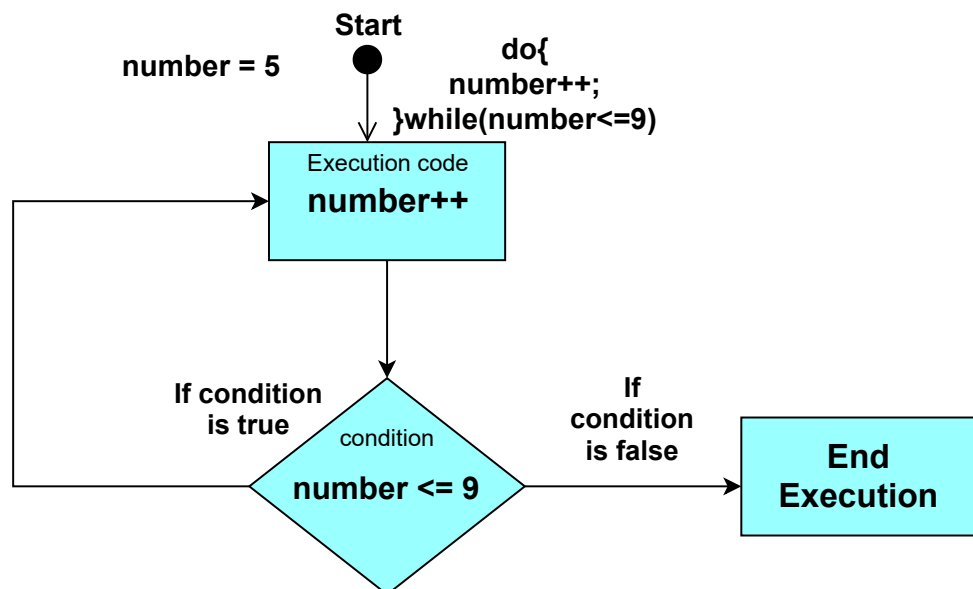 Start
number = 5
do{
number++;
}while(number<=9)
Execution code
number++
If condition
is true
condition
number <= 9
If
condition
is false
End
Execution